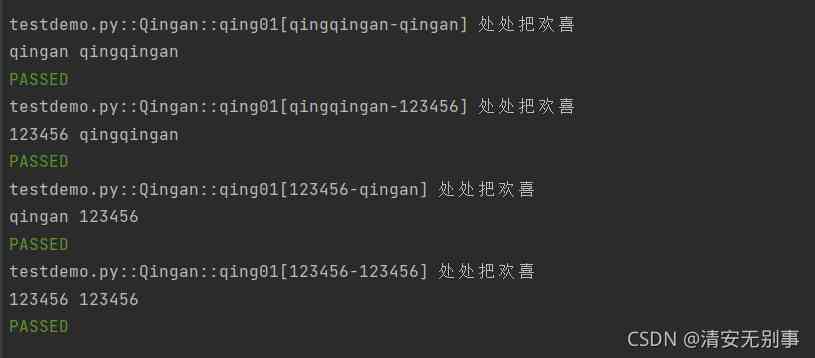 testdemo.py::Qingan::qing01[qingqingan-qingan] 处处把欢喜
qingan qingqingan
PASSED
testdemo.py::Qingan::qing01[qingqingan-123456] 处处把欢喜
123456 qingqingan
PASSED
testdemo.py::Qingan::qing01[123456-qingan] 处处把欢喜
qingan 123456
PASSED
testdemo.py::Qingan::qing01[123456-123456] 处处把欢喜
123456 123456
PASSED
CSDN @清安无别事